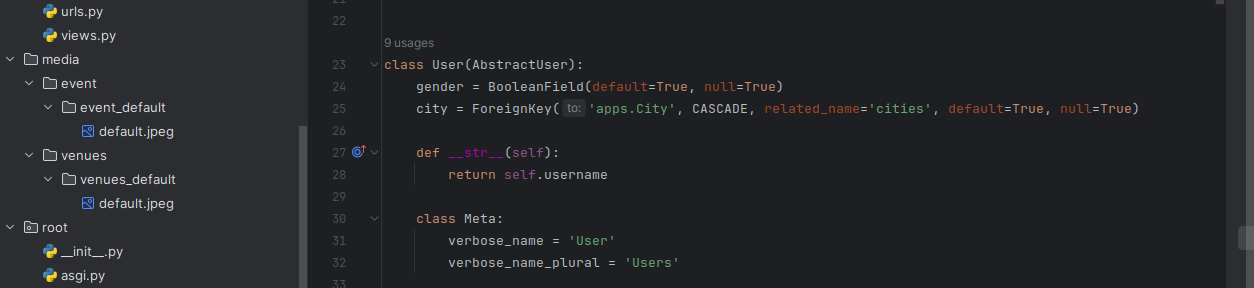 urls.py
views.py
media
event
event_default
default.jpeg
venues
venues_default
default.jpeg
root
__init__.py
asgi.py
22
9 usages
23 class User(AbstractUser):
24 gender = BooleanField(default=True, null=True)
25 city = ForeignKey( to: 'apps.City', CASCADE, related_name='cities', default=True, null=True)
26
27 def __str__(self):
28 return self.username
29
30 class Meta:
31 verbose_name = 'User'
32 verbose_name_plural = 'Users'